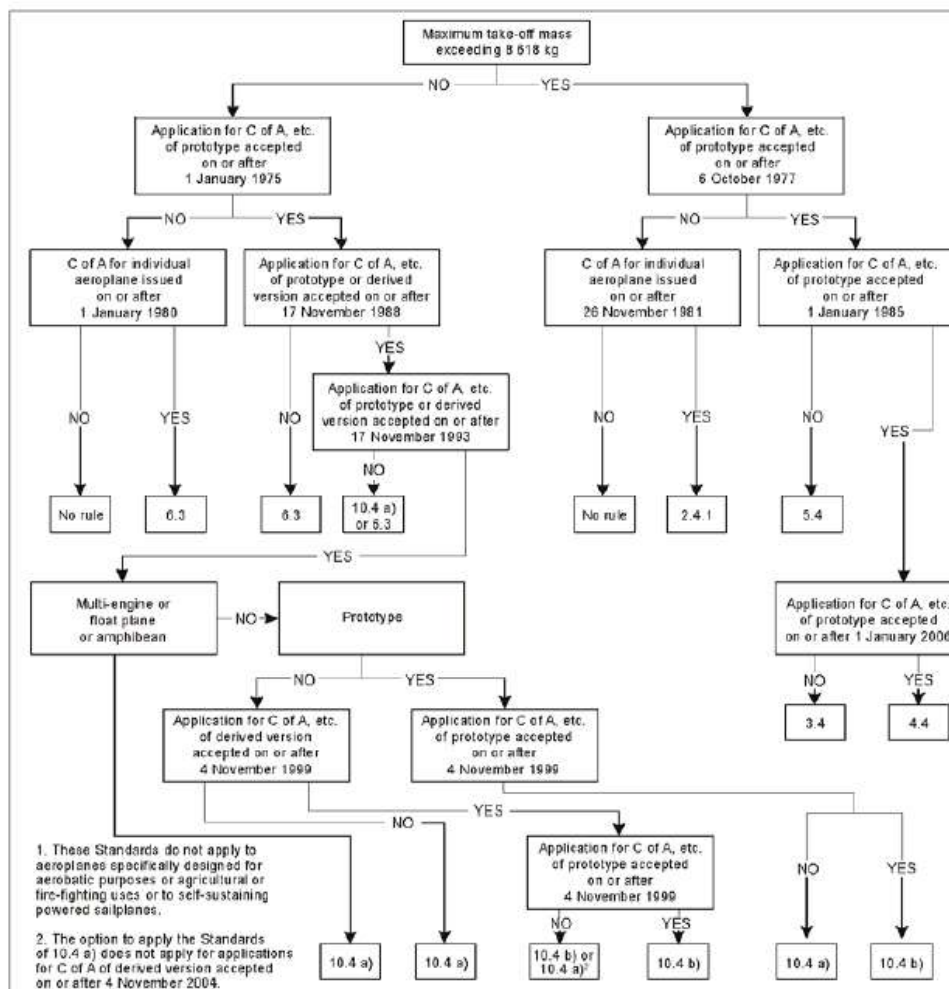 Maximum take-off mass
exceeding 8 618 kg
NO
YES
Application for C of A, etc.
of prototype accepted
on or after
1 January 1975
Application for C of A, etc.
of prototype accepted
on or after
6 October 1977
NO
YES
NO
YES
C of A for individual
aeroplane issued
on or after
1 January 1980
Application for C of A, etc.
of prototype or derived
version accepted on or after
17 November 1988
C of A for individual
aeroplane issued
on or after
26 November 1981
Application for C of A, etc.
of prototype accepted
on or after
1 January 1985
YES
Application for C of A, etc.
of prototype or derived
version accepted on or after
17 November 1993
NO
YES
NO
NO
YES
NO
YES
NO
No rule
6.3
6.3
10.4 a)
or 6.3
No rule
2.4.1
5.4
YES
Multi-engine or
float plane
or amphibean
NO
Prototype
Application for C of A, etc.
of prototype accepted
on or after 1 January 2006
NO
YES
NO
YES
3.4
4.4
Application for C of A, etc.
of derived version
accepted on or after
4 November 1999
Application for C of A, etc.
of prototype accepted
on or after
4 November 1999
YES
NO
1. These Standards do not apply to
aeroplanes specifically designed for
aerobatic purposes or agricultural or
fire-fighting uses or to self-sustaining
powered sailplanes.
Application for C of A, etc.
of prototype accepted
on or after
4 November 1999
NO
YES
NO
YES
2. The option to apply the Standards
of 10.4 a) does not apply for applications
for C of A of derived version accepted
on or after 4 November 2004.
10.4 a)
10.4 a)
10.4 b) or
10.4 a)²
10.4 b)
10.4 a)
10.4 b)